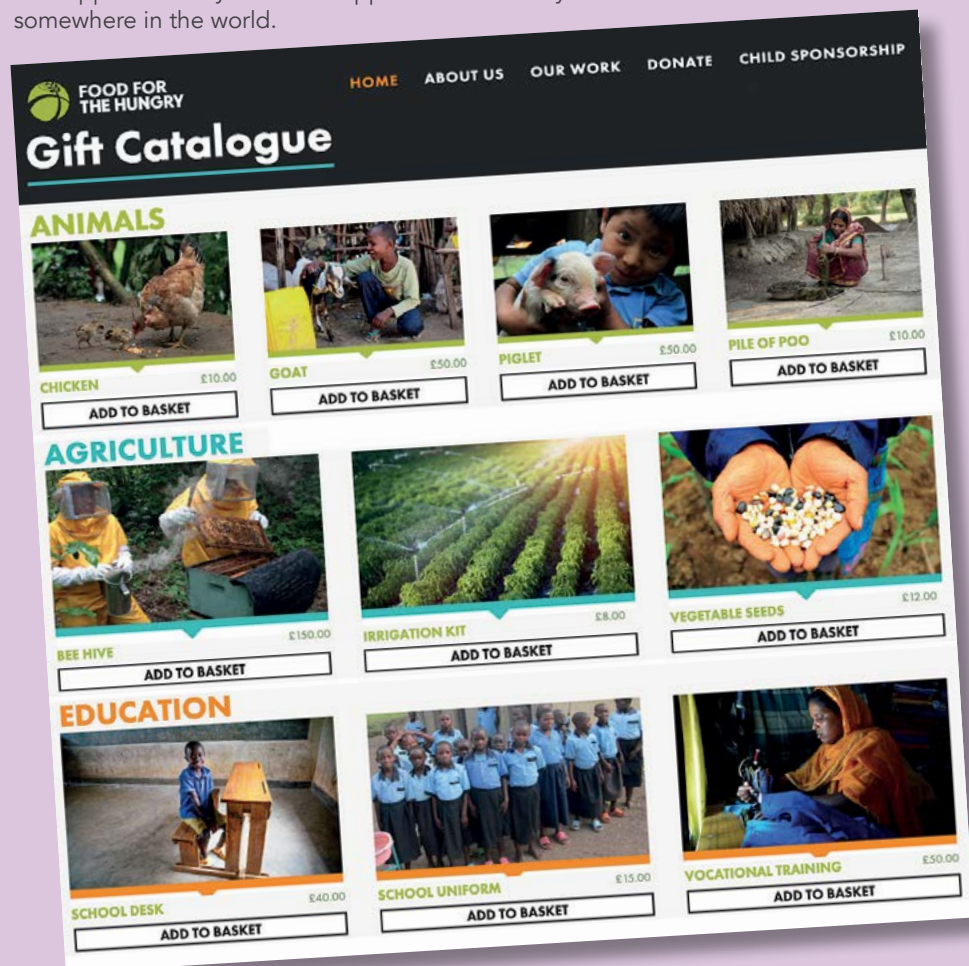 somewhere in the world.
FOOD FOR
THE HUNGRY
HOME ABOUT US OUR WORK DONATE CHILD SPONSORSHIP
Gift Catalogue
ANIMALS
CHICKEN £10.00
ADD TO BASKET
GOAT £50.00
ADD TO BASKET
PIGLET £50.00
ADD TO BASKET
PILE OF POO £10.00
ADD TO BASKET
AGRICULTURE
BEE HIVE £150.00
ADD TO BASKET
IRRIGATION KIT £8.00
ADD TO BASKET
VEGETABLE SEEDS £12.00
ADD TO BASKET
EDUCATION
SCHOOL DESK £40.00
ADD TO BASKET
SCHOOL UNIFORM £15.00
ADD TO BASKET
VOCATIONAL TRAINING £50.00
ADD TO BASKET